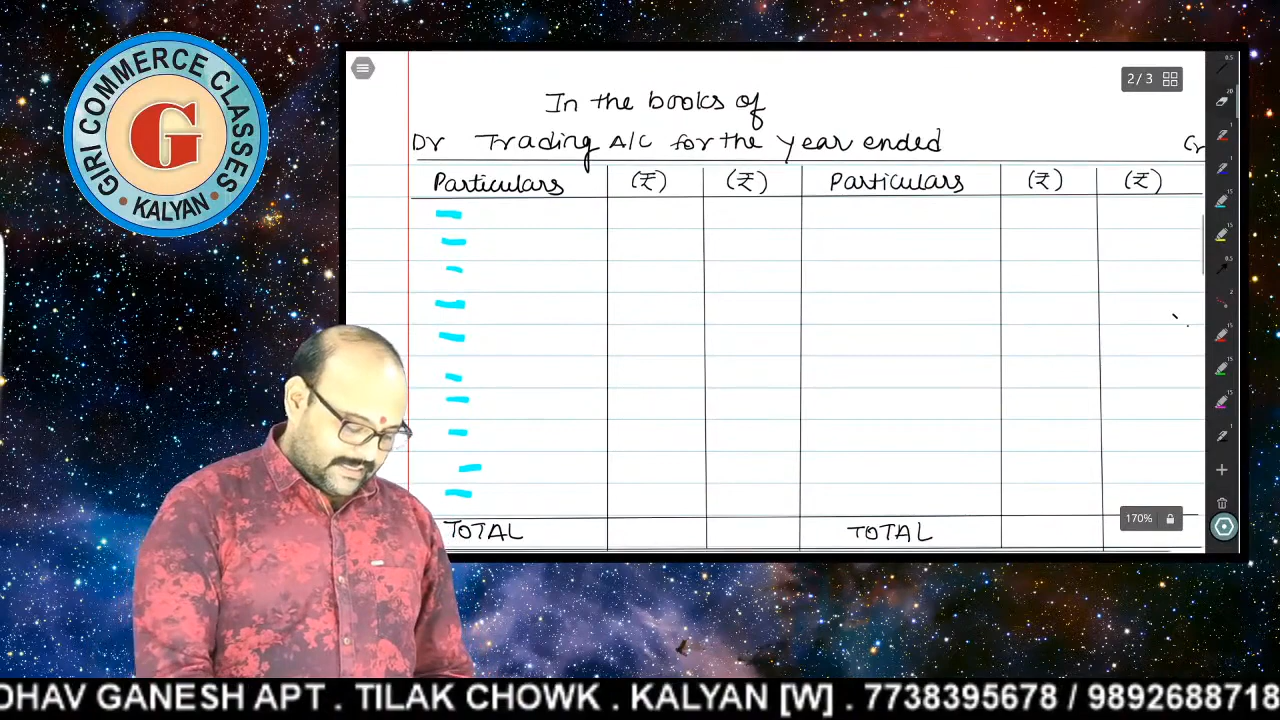 GIRI COMMERCE CLASSES
G
• KALYAN •
2/3
In the books of
Dr Trading A/C for the year ended Cr
Particulars (₹) (₹) Particulars (₹) (₹)
TOTAL TOTAL
170%
DHAV GANESH APT . TILAK CHOWK . KALYAN [W] . 7738395678 / 9892688718